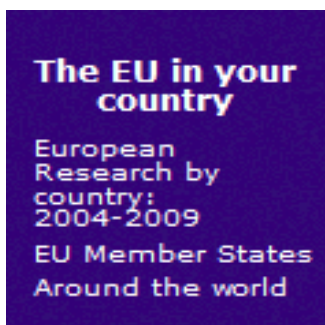 The EU in your
country
European
Research by
country:
2004-2009
EU Member States
Around the world